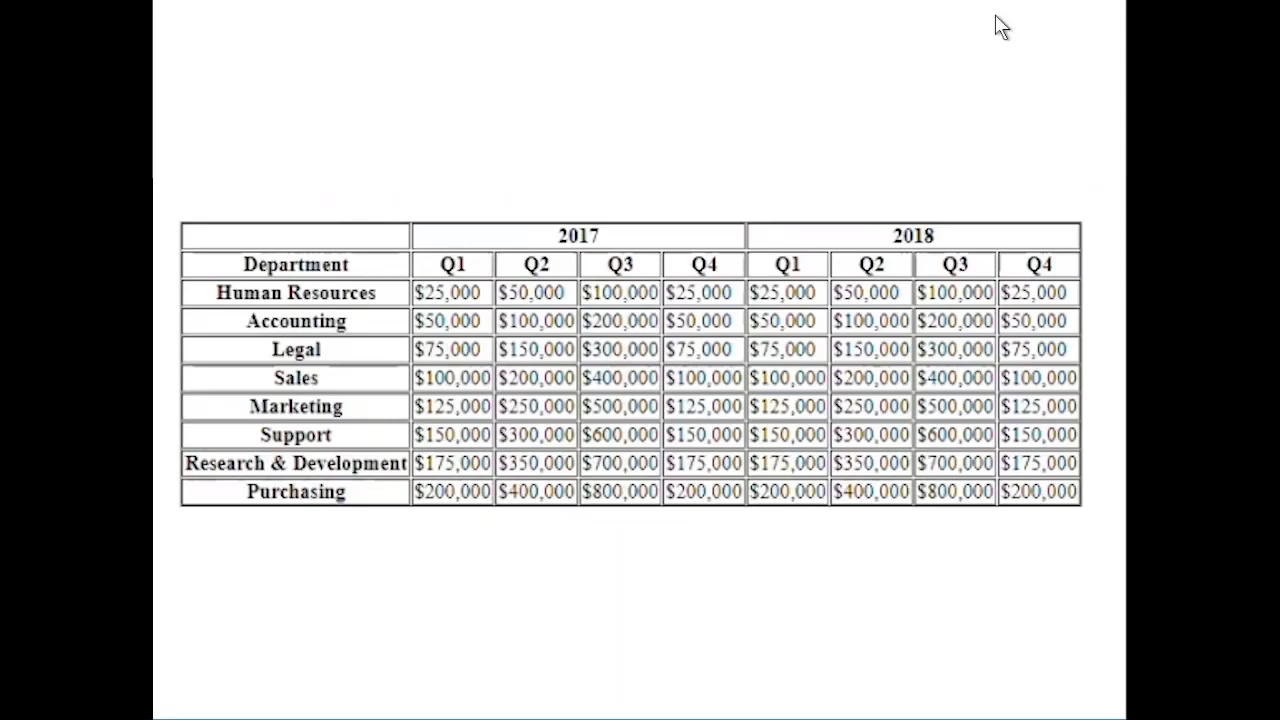 2017 2018
Department Q1 Q2 Q3 Q4 Q1 Q2 Q3 Q4
Human Resources $25,000 $50,000 $100,000 $25,000 $25,000 $50,000 $100,000 $25,000
Accounting $50,000 $100,000 $200,000 $50,000 $50,000 $100,000 $200,000 $50,000
Legal $75,000 $150,000 $300,000 $75,000 $75,000 $150,000 $300,000 $75,000
Sales $100,000 $200,000 $400,000 $100,000 $100,000 $200,000 $400,000 $100,000
Marketing $125,000 $250,000 $500,000 $125,000 $125,000 $250,000 $500,000 $125,000
Support $150,000 $300,000 $600,000 $150,000 $150,000 $300,000 $600,000 $150,000
Research & Development $175,000 $350,000 $700,000 $175,000 $175,000 $350,000 $700,000 $175,000
Purchasing $200,000 $400,000 $800,000 $200,000 $200,000 $400,000 $800,000 $200,000